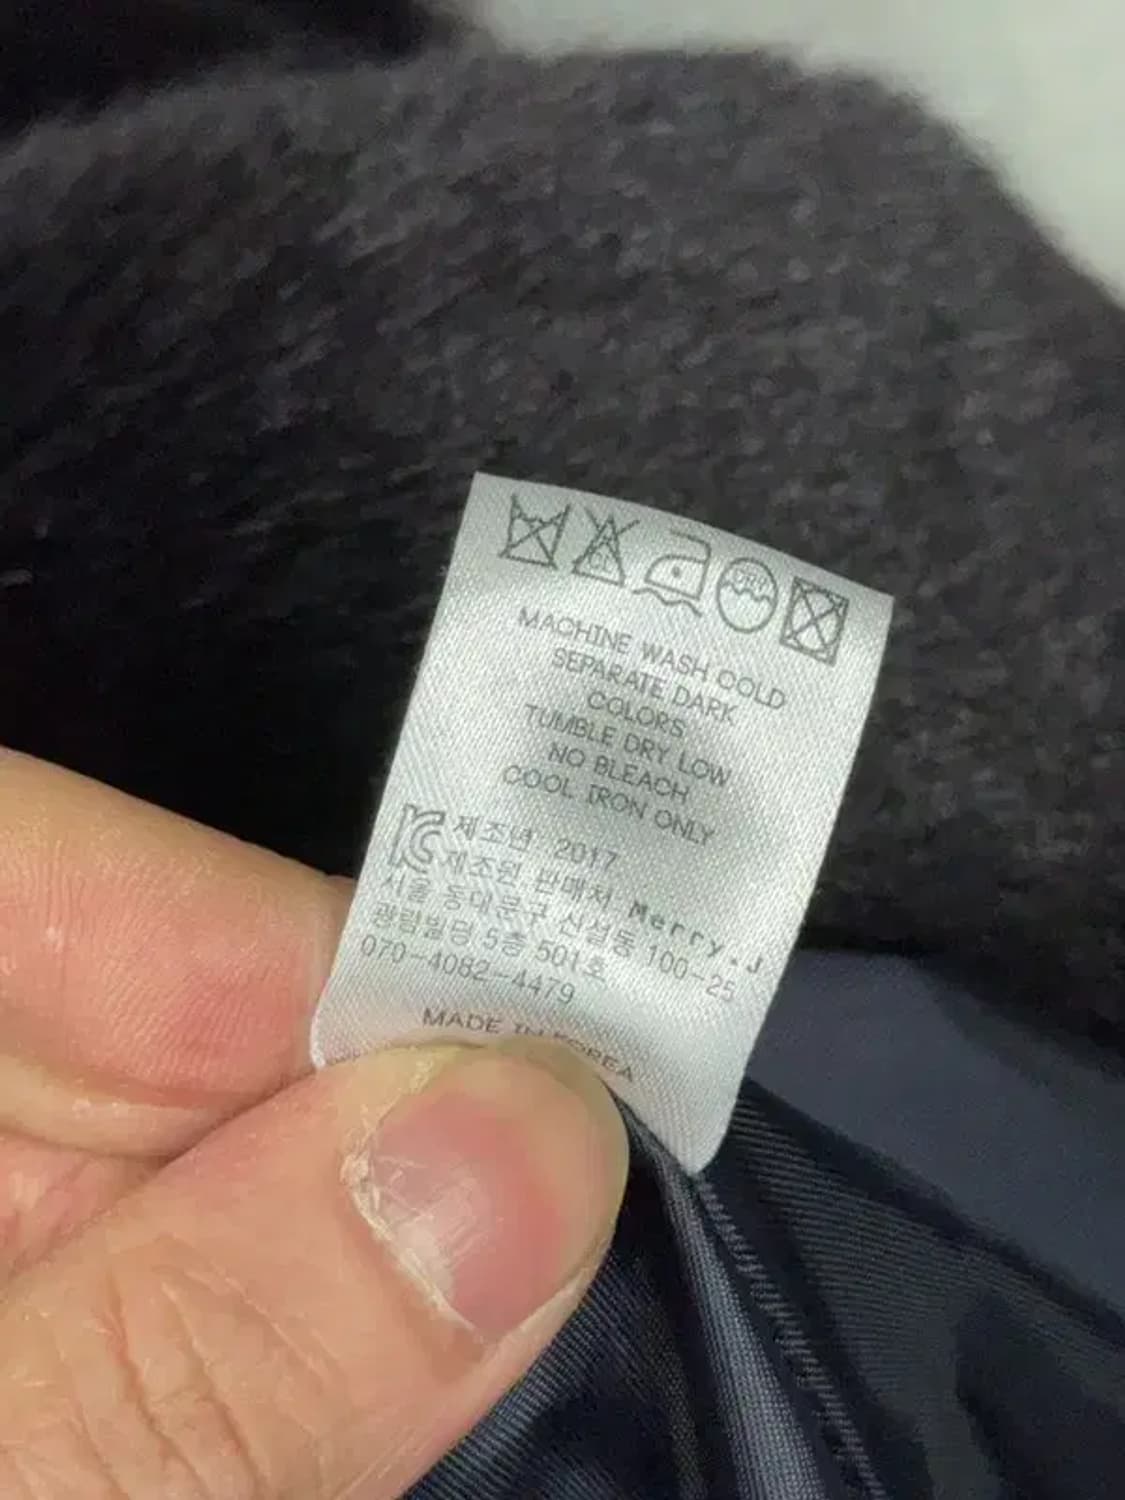 CL DRY
MACHINE WASH COLD
SEPARATE DARK
COLORS
TUMBLE DRY LOW
NO BLEACH
COOL IRON ONLY
제조년 2017
제조원, 판매처 Merry.J
서울 동대문구 신설동 100-25
광림빌딩 5층 501호
070-4082-4479
MADE IN KOREA